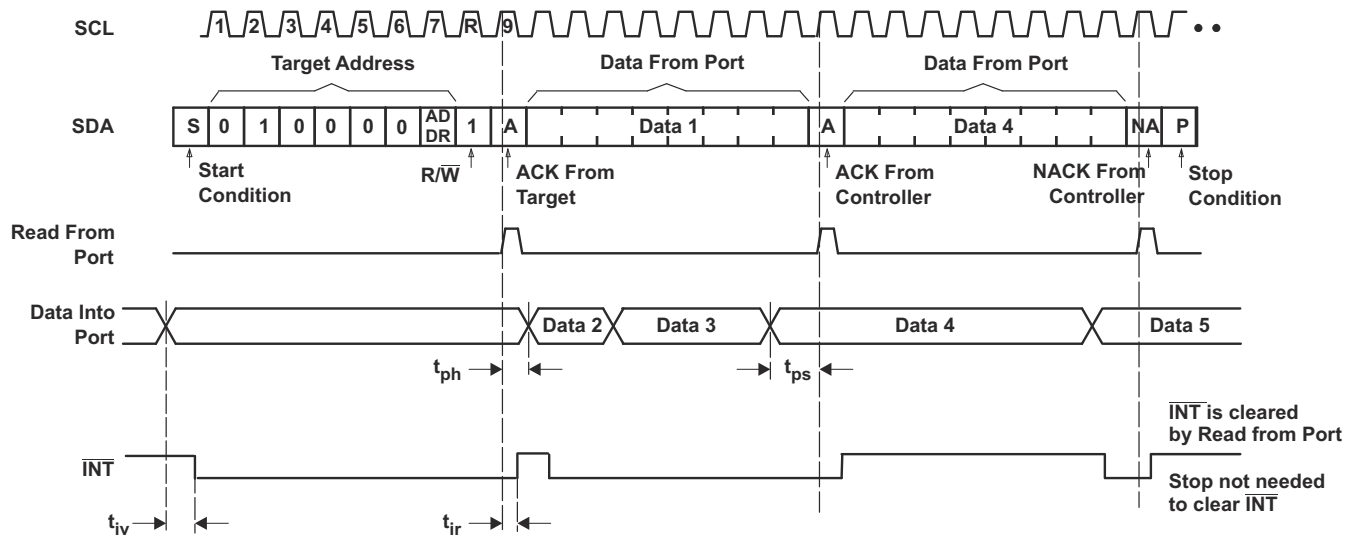 SCL 1 2 3 4 5 6 7 R 9
Target Address Data From Port Data From Port
SDA S 0 1 0 0 0 0 AD DR 1 A Data 1 A Data 4 NA P
Start Condition
R/W̅
ACK From Target
ACK From Controller
NACK From Controller
Stop Condition
Read From Port
Data Into Port
Data 2 Data 3 Data 4 Data 5
tph tps
INT is cleared
by Read from Port
INT
Stop not needed
to clear INT
tiv tir